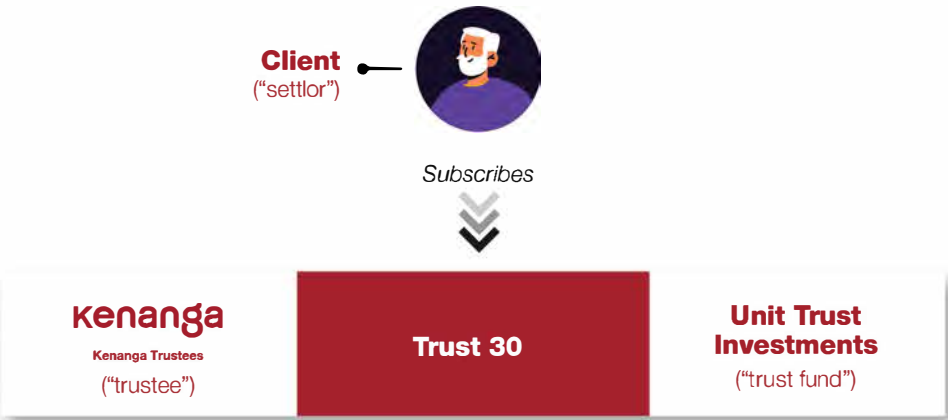 Client
("settlor")
Subscribes
Kenanga
Kenanga Trustees
("trustee")
Trust 30
Unit Trust
Investments
("trust fund")